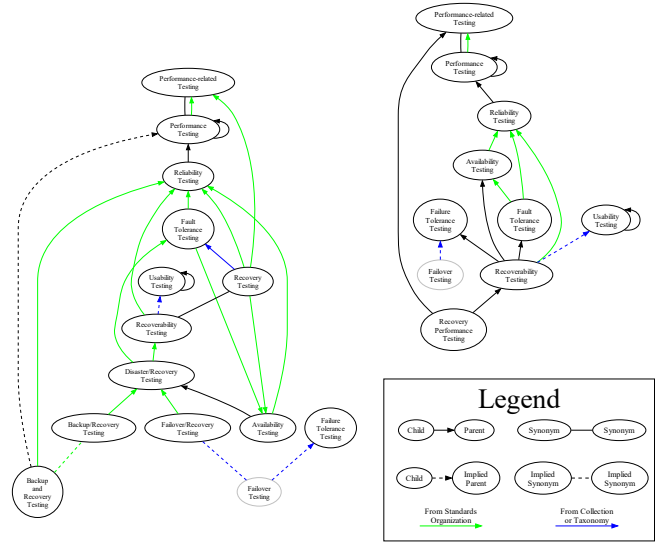 Performance-related
Testing
Performance
Testing
Reliability
Testing
Fault
Tolerance
Testing
Usability
Testing
Recovery
Testing
Recoverability
Testing
Disaster/Recovery
Testing
Backup/Recovery
Testing
Failover/Recovery
Testing
Availability
Testing
Failure
Tolerance
Testing
Backup
and
Recovery
Testing
Failover
Testing
Performance-related
Testing
Performance
Testing
Reliability
Testing
Availability
Testing
Failure
Tolerance
Testing
Fault
Tolerance
Testing
Usability
Testing
Failover
Testing
Recoverability
Testing
Recovery
Performance
Testing
Legend
Child
Parent
Synonym
Synonym
Child
Implied
Parent
Implied
Synonym
Implied
Synonym
From Standards
Organization
From Collection
or Taxonomy